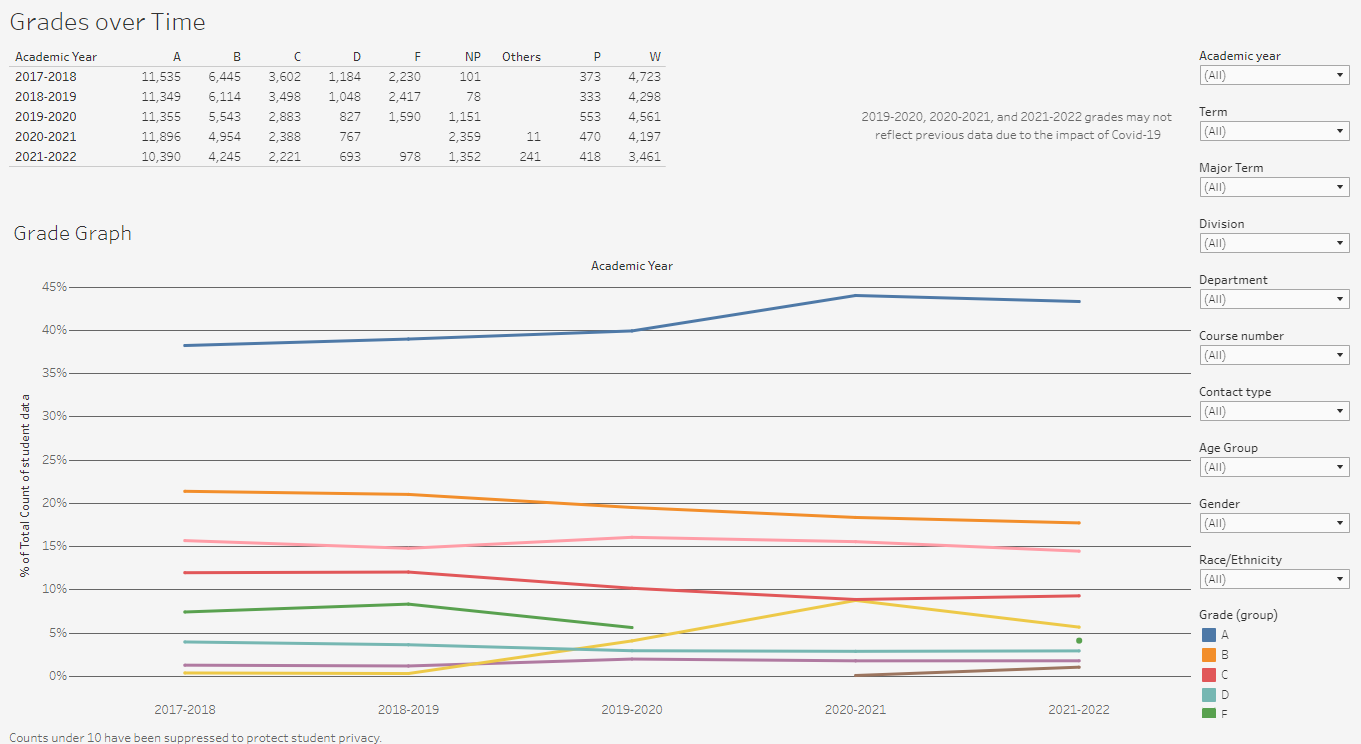 Grades over Time
Academic Year A B C D F NP Others P W
2017-2018 11,535 6,445 3,602 1,184 2,230 101 373 4,723
2018-2019 11,349 6,114 3,498 1,048 2,417 78 333 4,298
2019-2020 11,355 5,543 2,883 827 1,590 1,151 553 4,561
2020-2021 11,896 4,954 2,388 767 2,359 11 470 4,197
2021-2022 10,390 4,245 2,221 693 978 1,352 241 418 3,461
2019-2020, 2020-2021, and 2021-2022 grades may not
reflect previous data due to the impact of Covid-19
Grade Graph
Academic Year
% of Total Count of student data
45%
40%
35%
30%
25%
20%
15%
10%
5%
0%
2017-2018 2018-2019 2019-2020 2020-2021 2021-2022
Counts under 10 have been suppressed to protect student privacy.
Academic year
(All)
Term
(All)
Major Term
(All)
Division
(All)
Department
(All)
Course number
(All)
Contact type
(All)
Age Group
(All)
Gender
(All)
Race/Ethnicity
(All)
Grade (group)
A
B
C
D
F